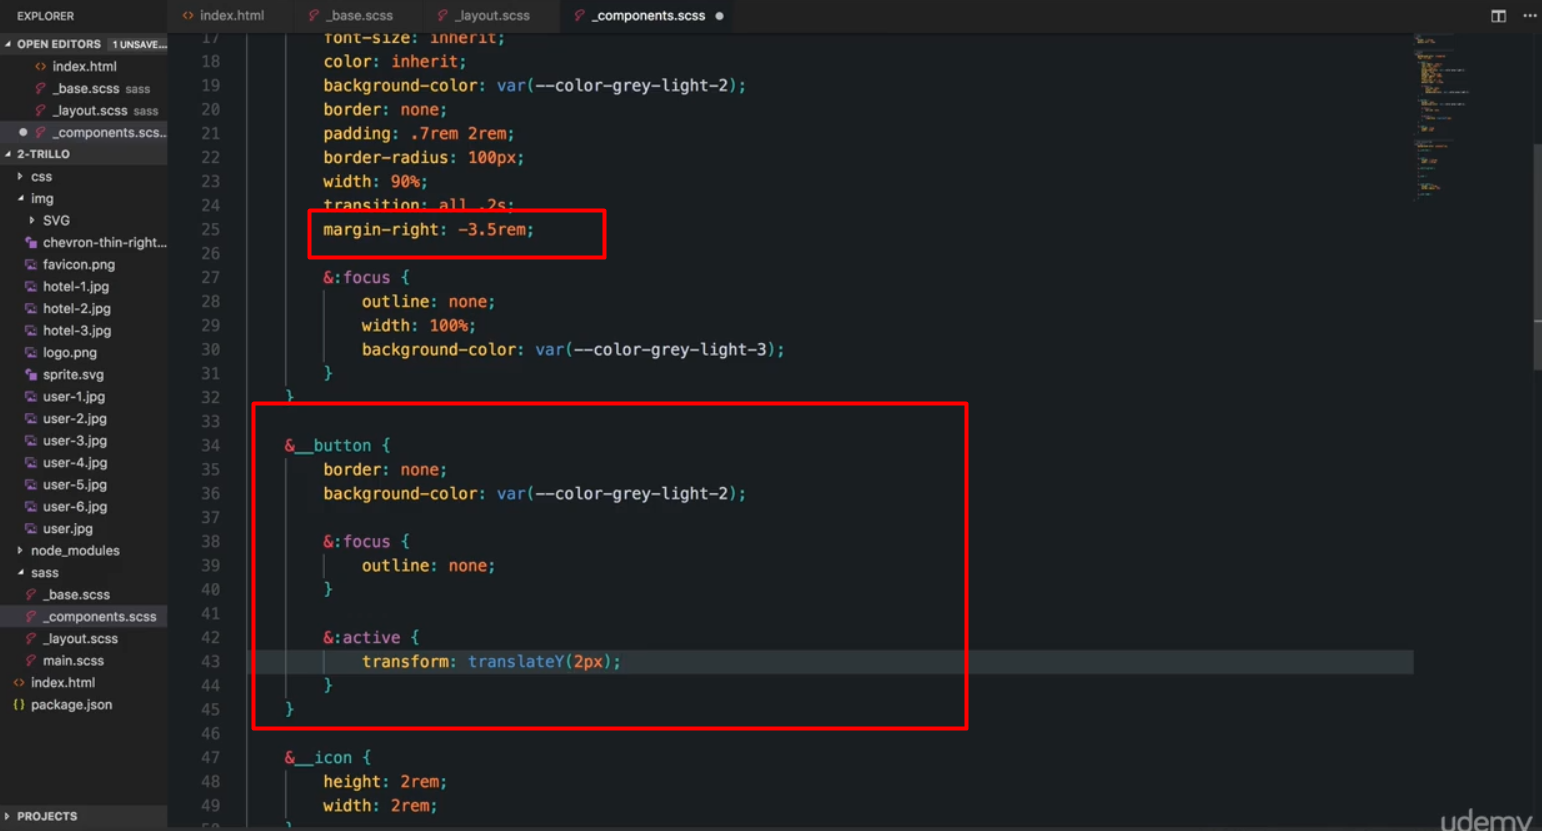 EXPLORER
OPEN EDITORS 1 UNSAVE...
index.html
_base.scss sass
_layout.scss sass
_components.scs...
2-TRILLO
css
img
SVG
chevron-thin-right...
favicon.png
hotel-1.jpg
hotel-2.jpg
hotel-3.jpg
logo.png
sprite.svg
user-1.jpg
user-2.jpg
user-3.jpg
user-4.jpg
user-5.jpg
user-6.jpg
user.jpg
node_modules
sass
_base.scss
_components.scss
_layout.scss
main.scss
index.html
package.json
PROJECTS
index.html _base.scss _layout.scss _components.scss
17 font-size: inherit;
18 color: inherit;
19 background-color: var(--color-grey-light-2);
20 border: none;
21 padding: .7rem 2rem;
22 border-radius: 100px;
23 width: 90%;
24 transition: all .2s;
25 margin-right: -3.5rem;
26
27 &:focus {
28 outline: none;
29 width: 100%;
30 background-color: var(--color-grey-light-3);
31 }
32 }
33
34 &__button {
35 border: none;
36 background-color: var(--color-grey-light-2);
37
38 &:focus {
39 outline: none;
40 }
41
42 &:active {
43 transform: translateY(2px);
44 }
45 }
46
47 &__icon {
48 height: 2rem;
49 width: 2rem;
50 }
udemy